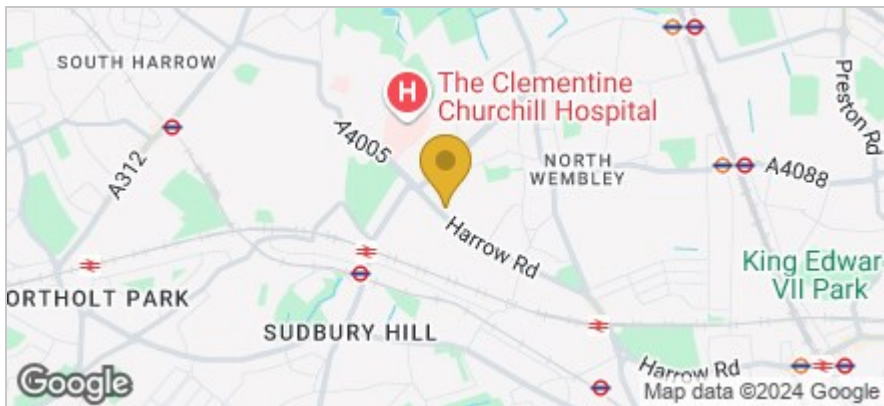 SOUTH HARROW
A312
A4005
H
The Clementine
Churchill Hospital
Preston Rd
NORTH
WEMBLEY
A4088
Harrow Rd
King Edwar
VII Park
ORTHOLT PARK
SUDBURY HILL
Harrow Rd
Google
Map data ©2024 Google